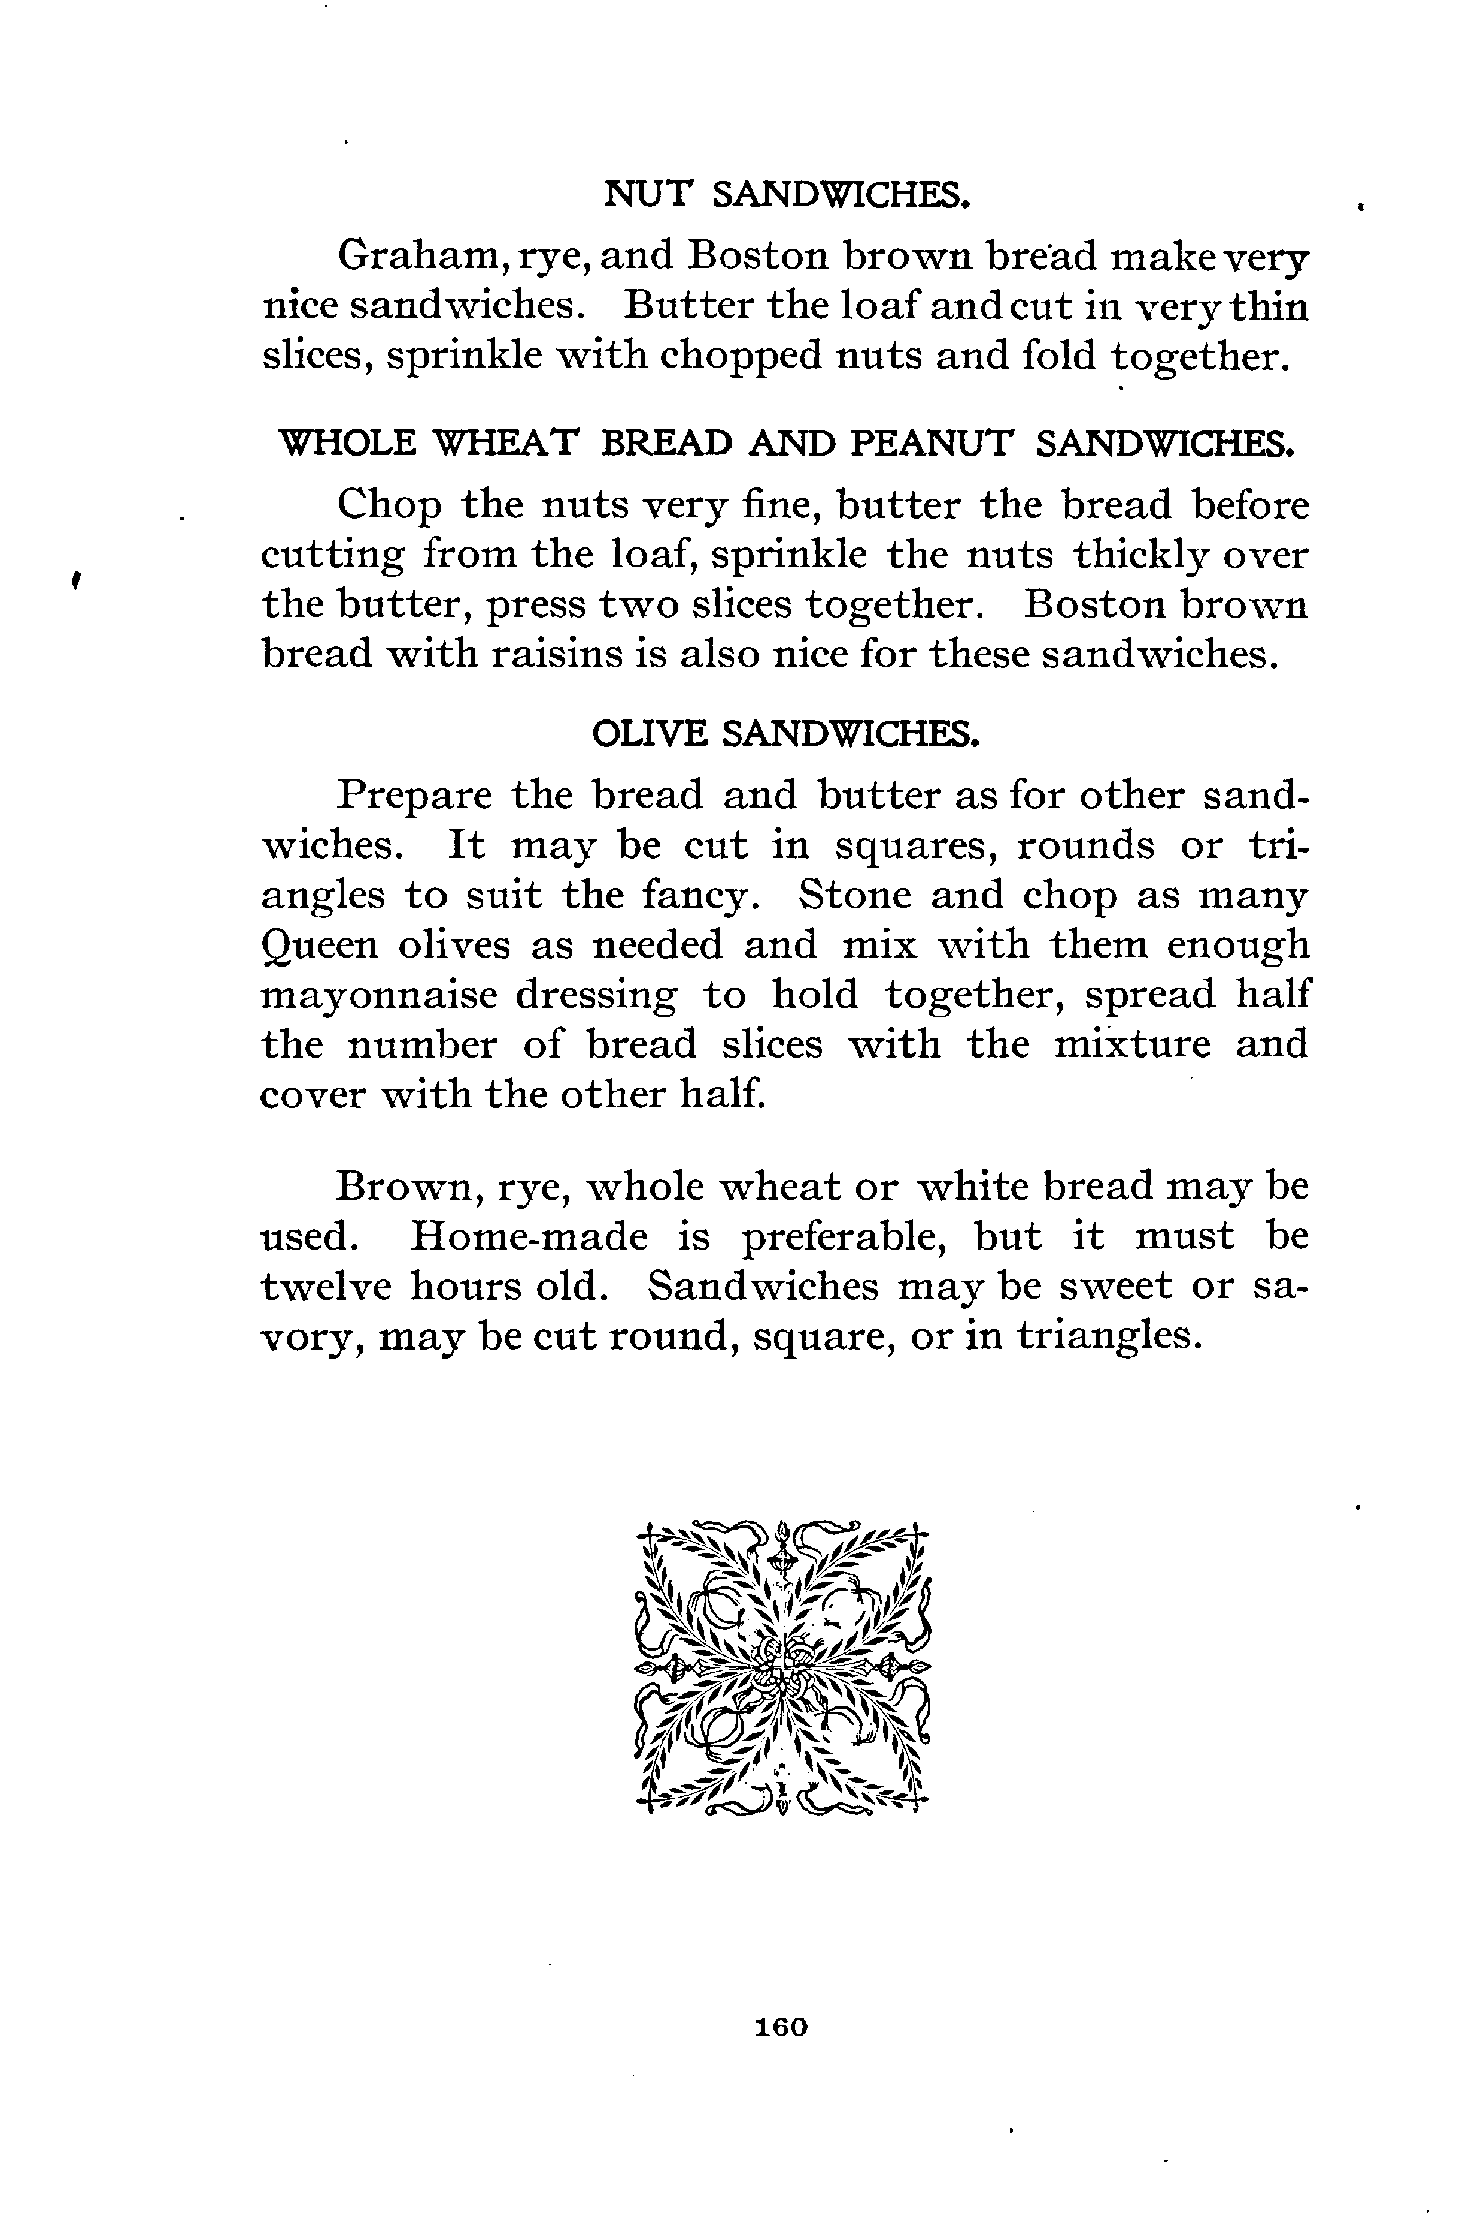 NUT SANDWICHES.
Graham, rye, and Boston brown bread make very
nice sandwiches. Butter the loaf and cut in very thin
slices, sprinkle with chopped nuts and fold together.
WHOLE WHEAT BREAD AND PEANUT SANDWICHES.
Chop the nuts very fine, butter the bread before
cutting from the loaf, sprinkle the nuts thickly over
the butter, press two slices together. Boston brown
bread with raisins is also nice for these sandwiches.
OLIVE SANDWICHES.
Prepare the bread and butter as for other sand-
wiches. It may be cut in squares, rounds or tri-
angles to suit the fancy. Stone and chop as many
Queen olives as needed and mix with them enough
mayonnaise dressing to hold together, spread half
the number of bread slices with the mixture and
cover with the other half.
Brown, rye, whole wheat or white bread may be
used. Home-made is preferable, but it must be
twelve hours old. Sandwiches may be sweet or sa-
vory, may be cut round, square, or in triangles.
160